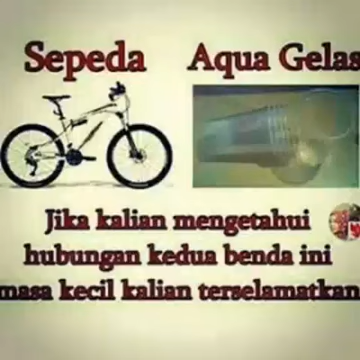 Sepeda Aqua Gelas
Jika kalian mengetahui
hubungan kedua benda ini
masa kecil kalian terselamatkan